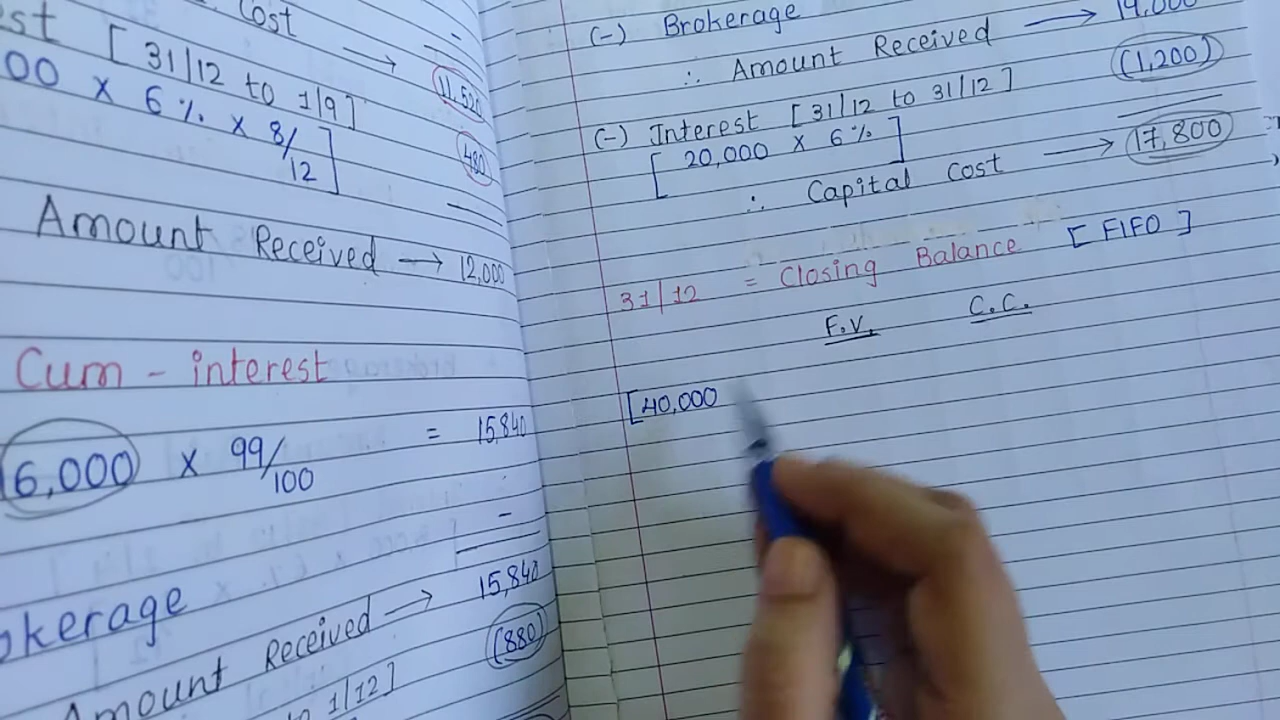 Cost →
[ 31/12 to 1/9 ] 11,520
00 × 6 % × 8/12 ] 480
Amount Received → 12,000
Cum - interest
6,000 × 99/100 = 15,840
-
okerage
Amount Received → 15,840
1/12 ] (880)
(-) Brokerage
∴ Amount Received → 19,000
(-) Interest [ 31/12 to 31/12 ] (1,200)
[ 20,000 × 6 % ]
∴ Capital Cost → 17,800
31/12 = Closing Balance [ FIFO ]
F.V. C.C.
[40,000